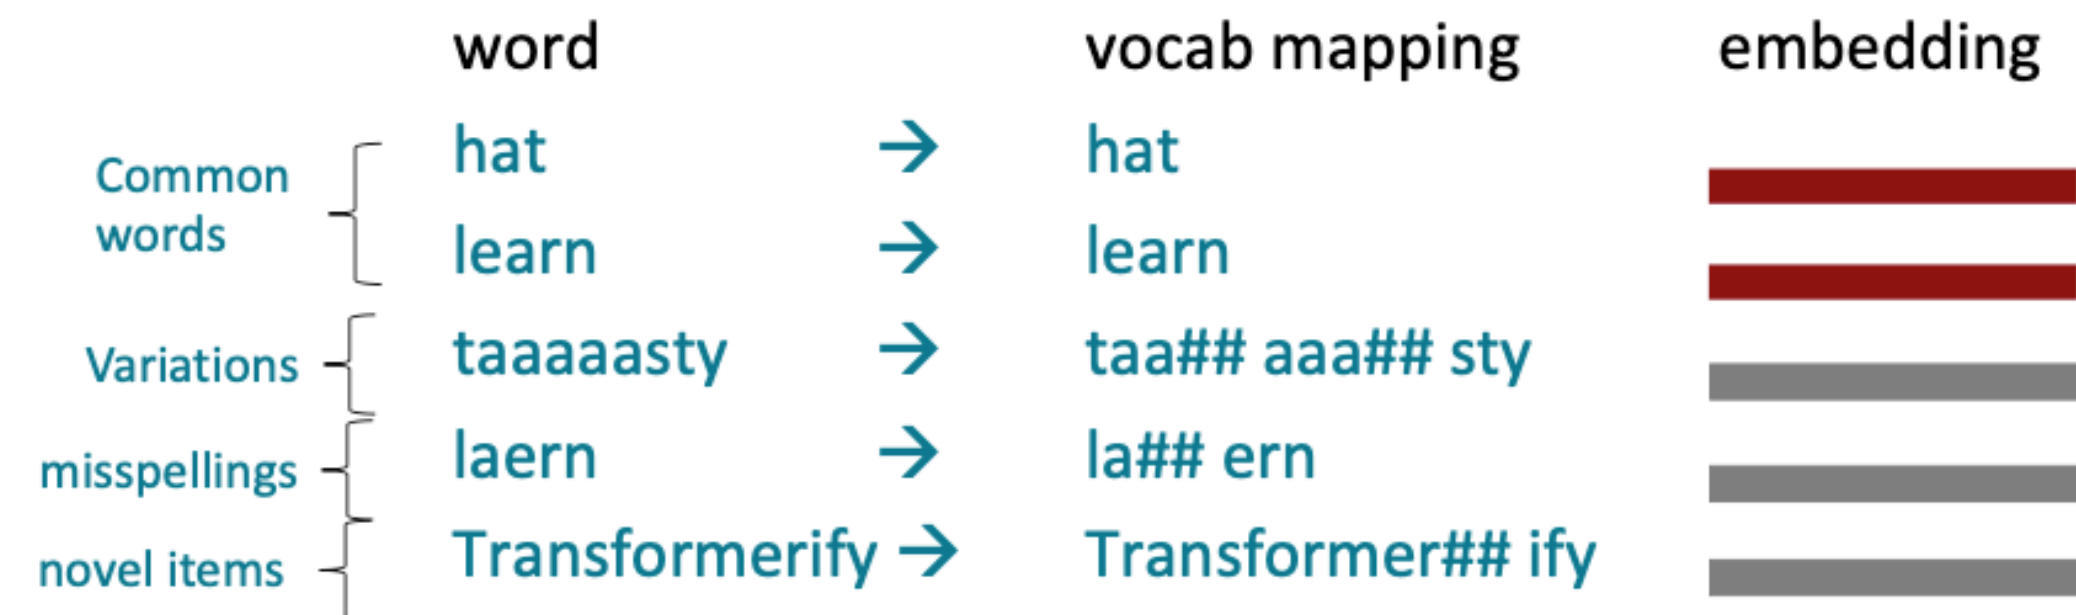 word vocab mapping embedding
Common words
hat → hat
learn → learn
Variations
taaaaasty → taa## aaa## sty
misspellings
laern → la## ern
novel items
Transformerify → Transformer## ify